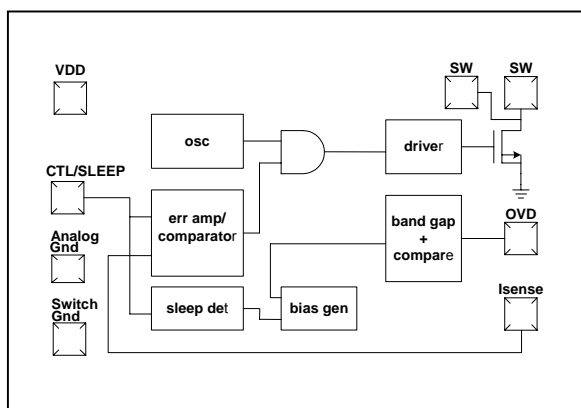 VDD
SW
SW
osc
driver
CTL/SLEEP
err amp/
comparator
band gap
+
compare
OVD
Analog
Gnd
Switch
Gnd
sleep det
bias gen
Isense